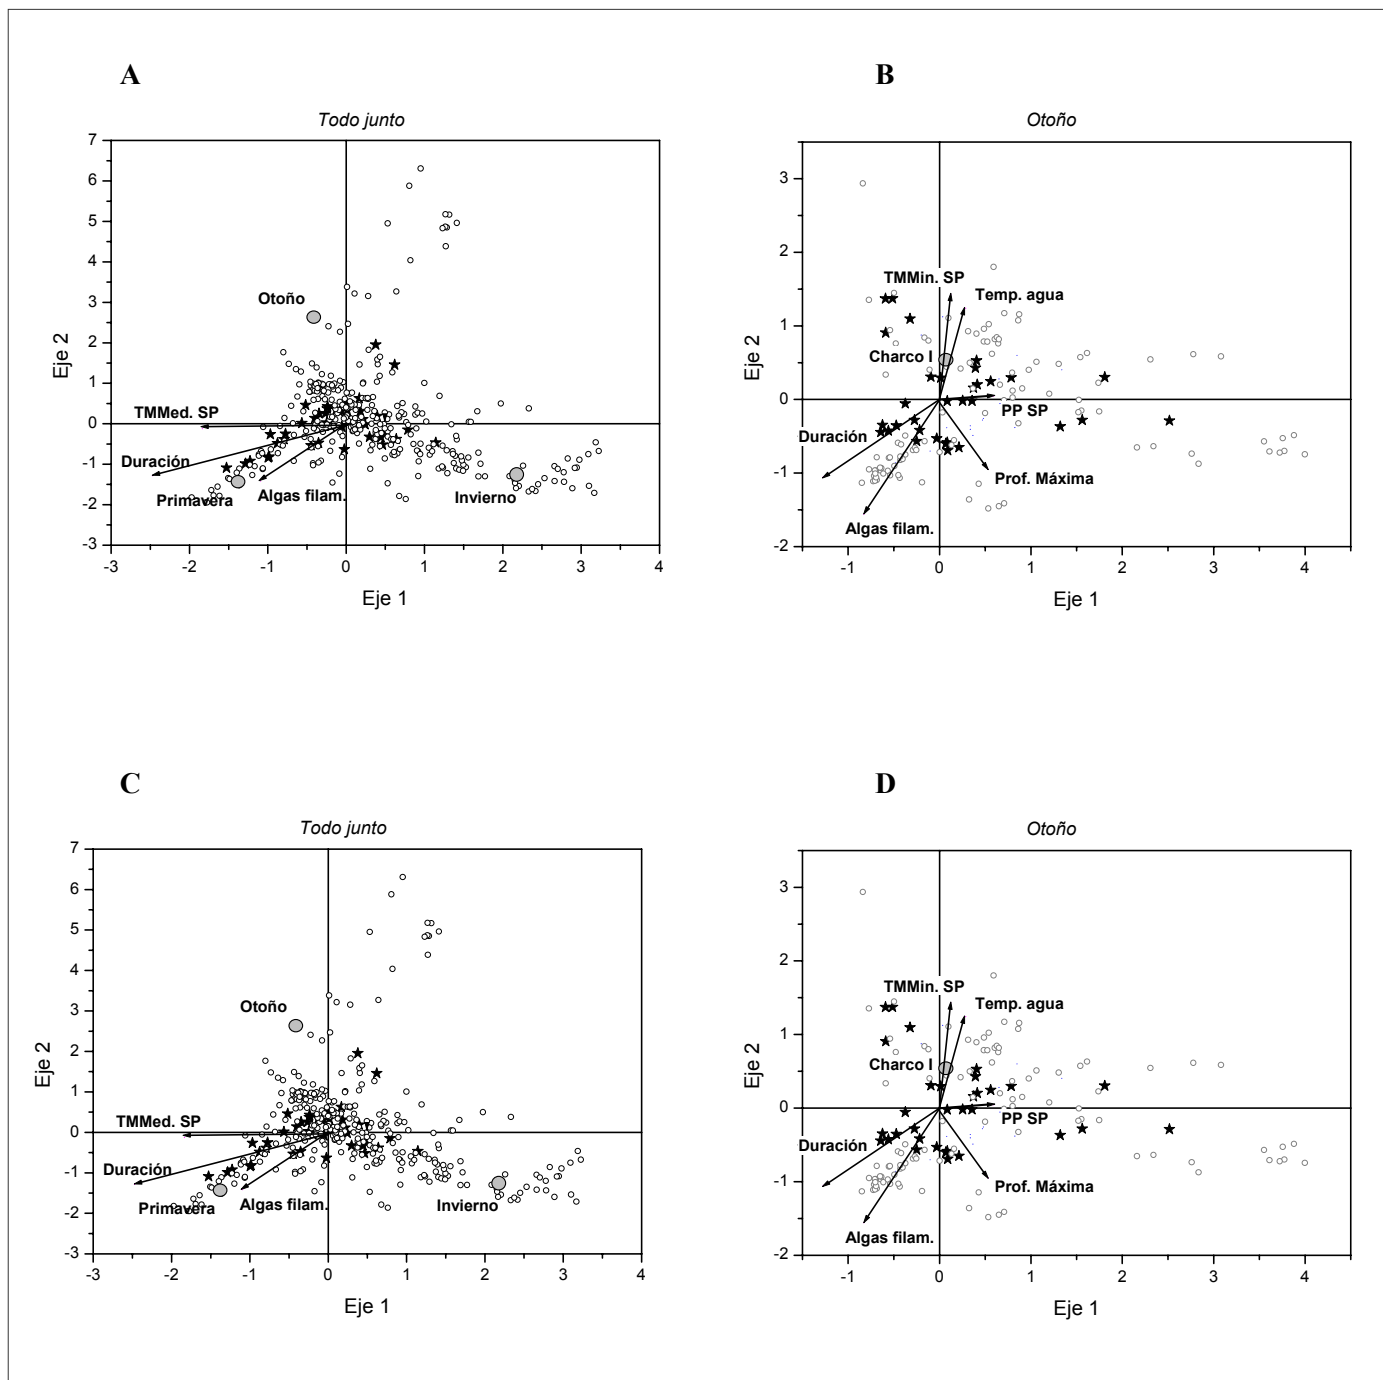 A
B
Todo junto
Otoño
7
6
5
4
3
2
1
0
-1
-2
-3
-3
-2
-1
0
1
2
3
4
Eje 2
Eje 1
Otoño
TMMed. SP
Duración
Primavera
Algas filam.
Invierno
3
2
1
0
-1
-2
-1
0
1
2
3
4
Eje 2
Eje 1
TMMin. SP
Temp. agua
Charco I
PP SP
Duración
Prof. Máxima
Algas filam.
C
D
Todo junto
Otoño
7
6
5
4
3
2
1
0
-1
-2
-3
-3
-2
-1
0
1
2
3
4
Eje 2
Eje 1
Otoño
TMMed. SP
Duración
Primavera
Algas filam.
Invierno
3
2
1
0
-1
-2
-1
0
1
2
3
4
Eje 2
Eje 1
TMMin. SP
Temp. agua
Charco I
PP SP
Duración
Prof. Máxima
Algas filam.